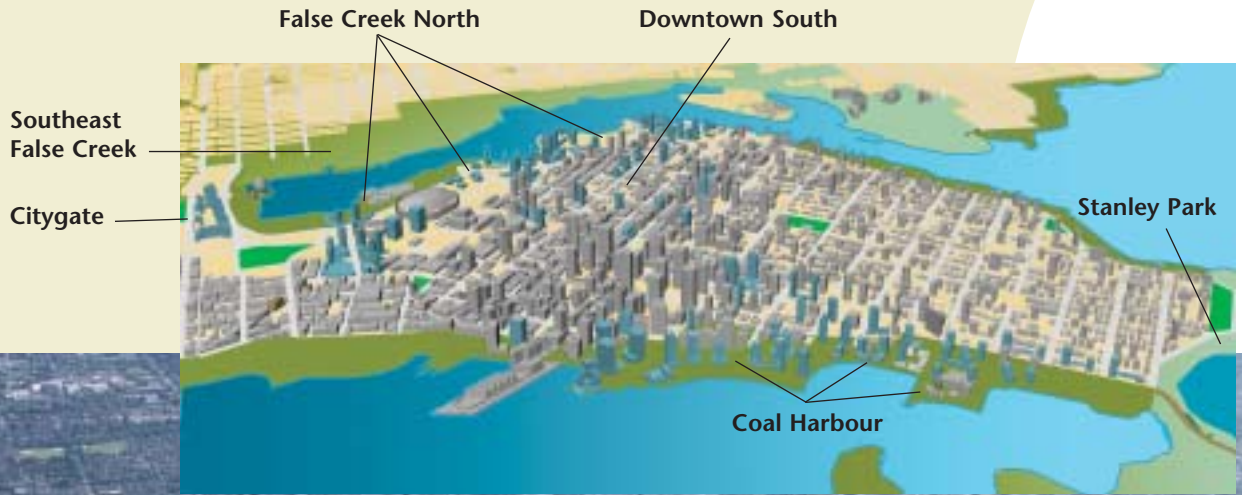 False Creek North
Downtown South
Southeast
False Creek
Citygate
Stanley Park
Coal Harbour